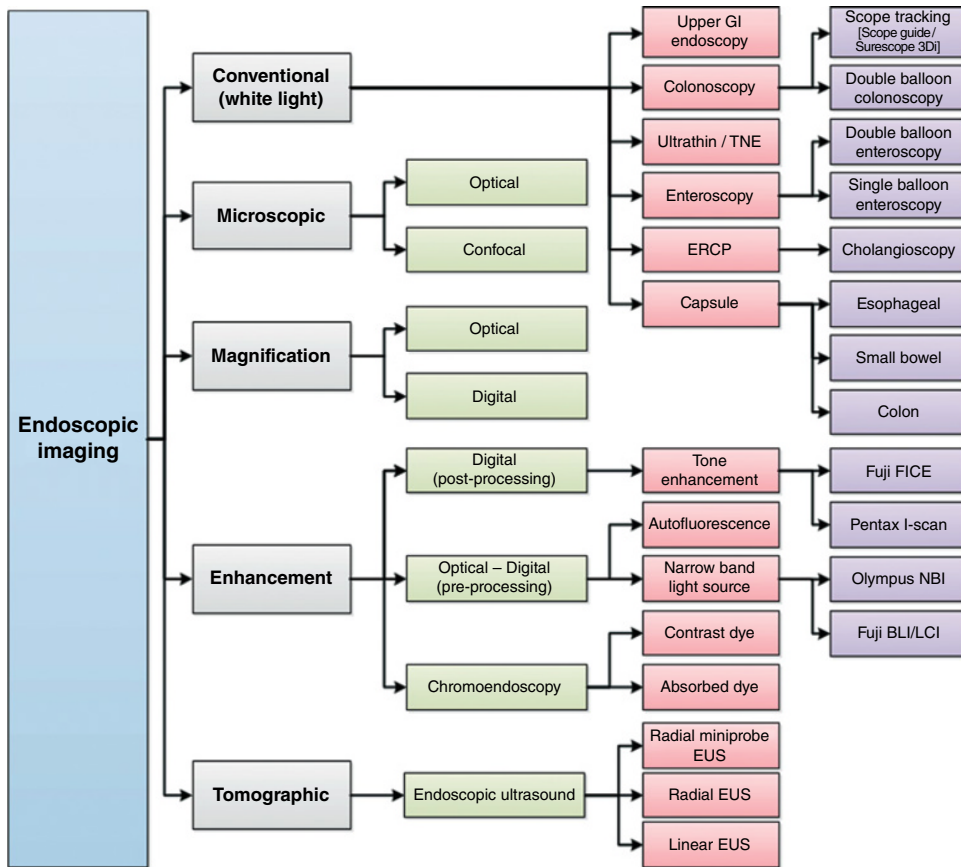 Endoscopic
imaging
Conventional
(white light)
Microscopic
Magnification
Enhancement
Tomographic
Optical
Confocal
Optical
Digital
Digital
(post-processing)
Optical – Digital
(pre-processing)
Chromoendoscopy
Endoscopic ultrasound
Upper GI
endoscopy
Colonoscopy
Ultrathin / TNE
Enteroscopy
ERCP
Capsule
Tone
enhancement
Autofluorescence
Narrow band
light source
Contrast dye
Absorbed dye
Radial miniprobe
EUS
Radial EUS
Linear EUS
Scope tracking
[Scope guide/
Surescope 3Di]
Double balloon
colonoscopy
Double balloon
enteroscopy
Single balloon
enteroscopy
Cholangioscopy
Esophageal
Small bowel
Colon
Fuji FICE
Pentax I-scan
Olympus NBI
Fuji BLI/LCI